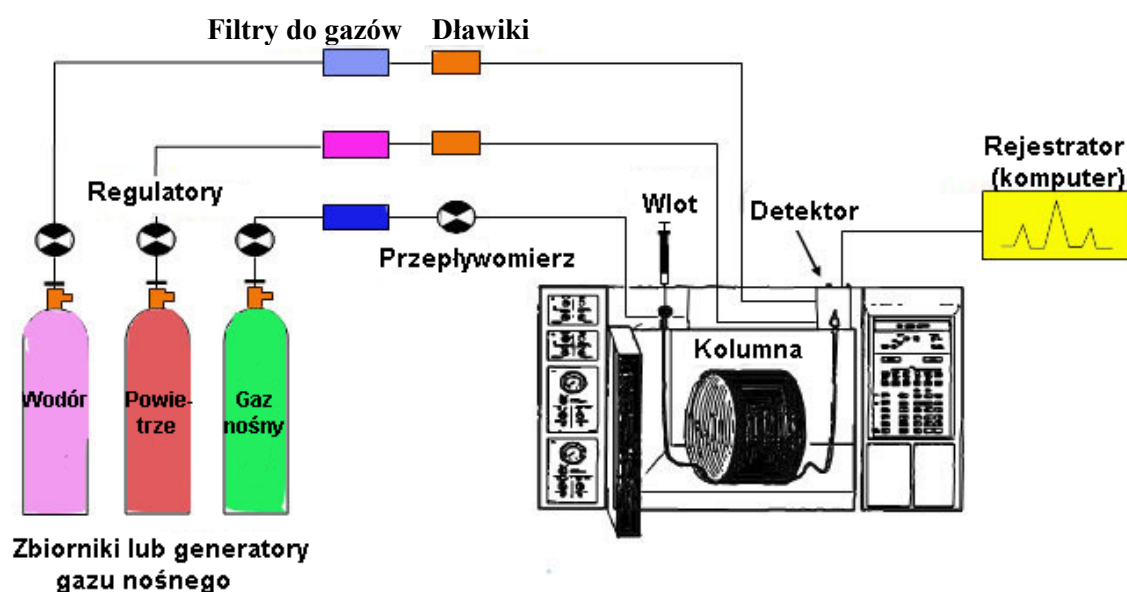 Filtry do gazów Dławiki
Rejestrator
(komputer)
Regulatory
Wlot
Detektor
Przepływomierz
Kolumna
Wodór
Powie-
trze
Gaz
nośny
Zbiorniki lub generatory
gazu nośnego